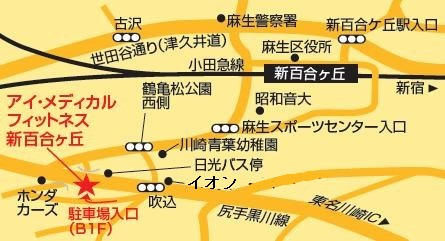 古沢
麻生警察署
新百合ケ丘駅入口
世田谷通り(津久井道)
麻生区役所
小田急線
新百合ヶ丘
新宿
鶴亀松公園
西側
昭和音大
アイ・メディカル
フィットネス
新百合ヶ丘
麻生スポーツセンター入口
川崎青葉幼稚園
日光バス停
イオン
ホンダ
カーズ
駐車場入口
(B1F)
吹込
尻手黒川線
東名川崎IC